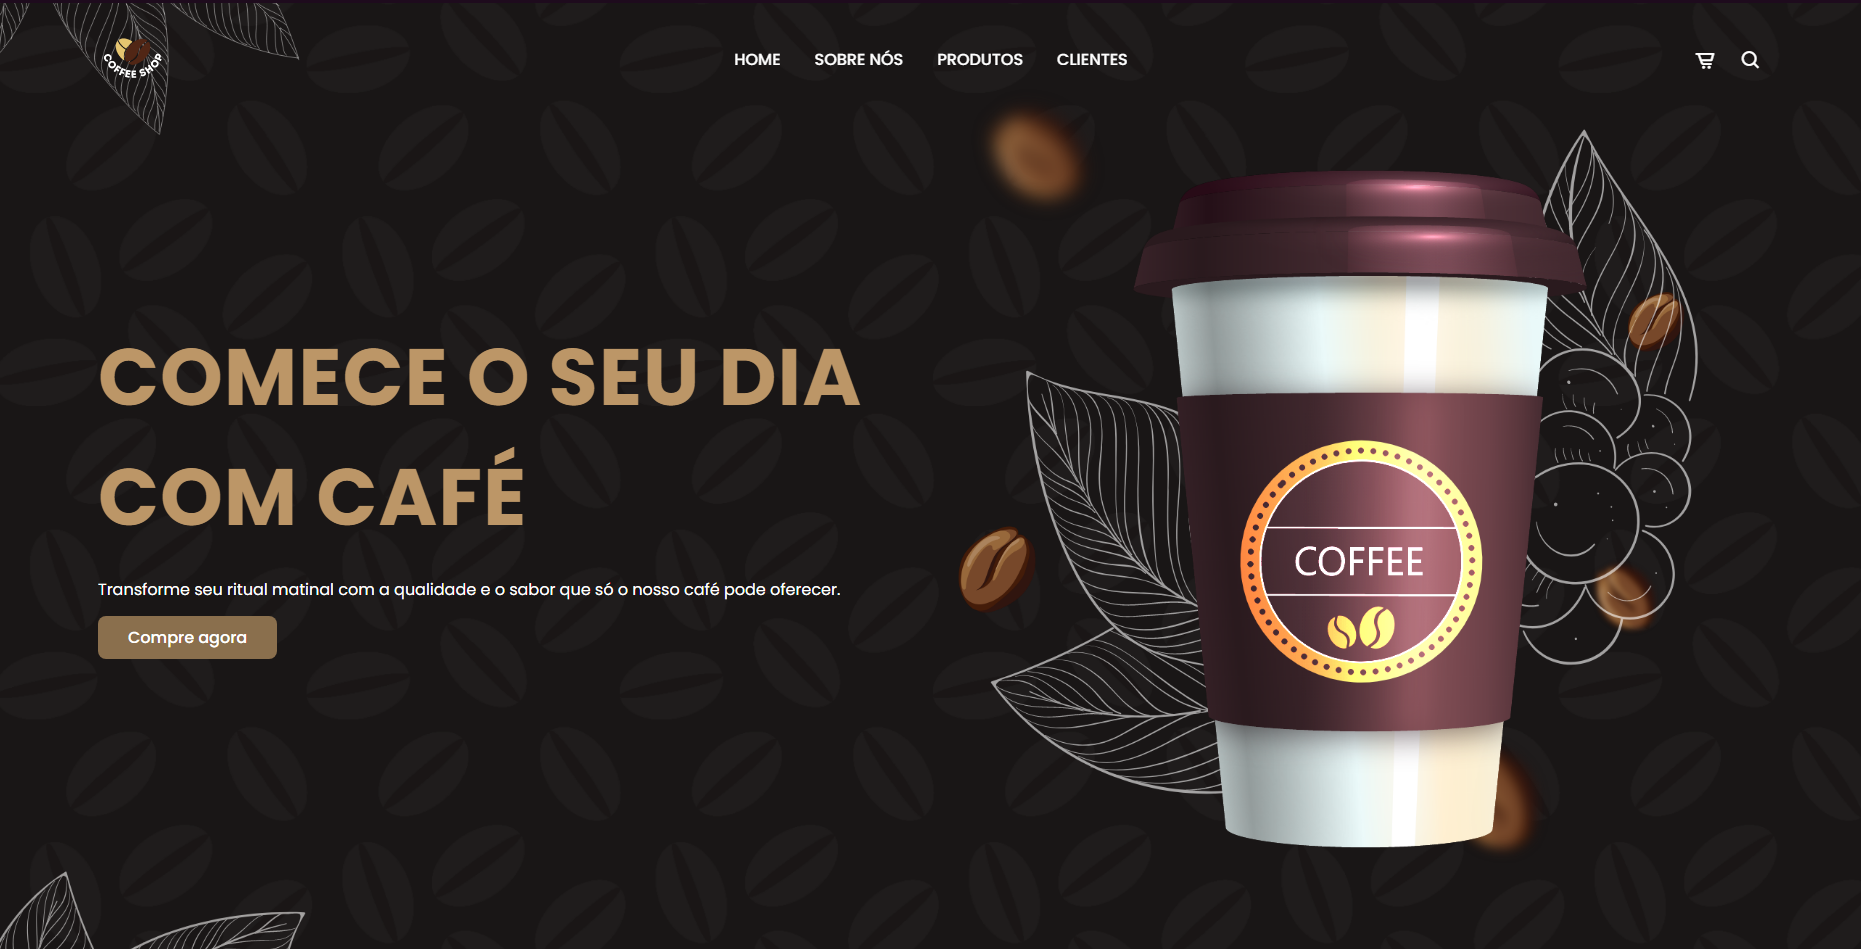 COFFEE SHOP
HOME SOBRE NÓS PRODUTOS CLIENTES
COMECE O SEU DIA
COM CAFÉ
Transforme seu ritual matinal com a qualidade e o sabor que só o nosso café pode oferecer.
Compre agora
COFFEE